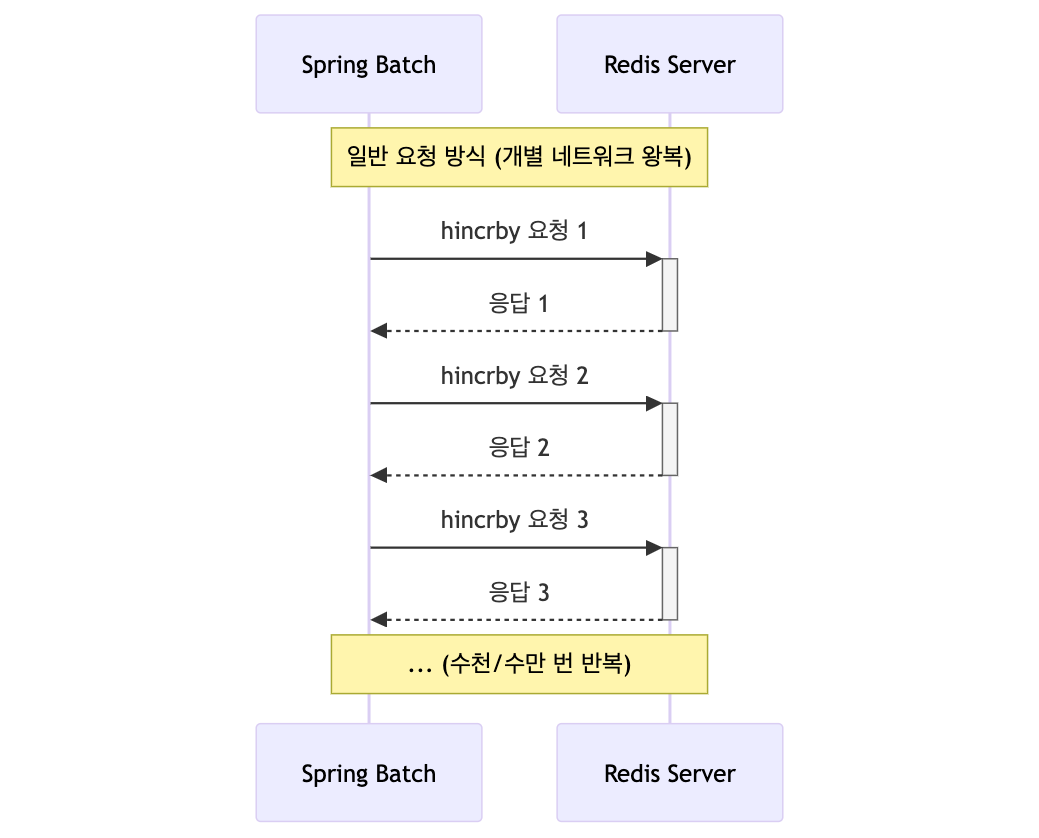 Spring Batch
Redis Server
일반 요청 방식 (개별 네트워크 왕복)
hincrby 요청 1
응답 1
hincrby 요청 2
응답 2
hincrby 요청 3
응답 3
... (수천/수만 번 반복)
Spring Batch
Redis Server